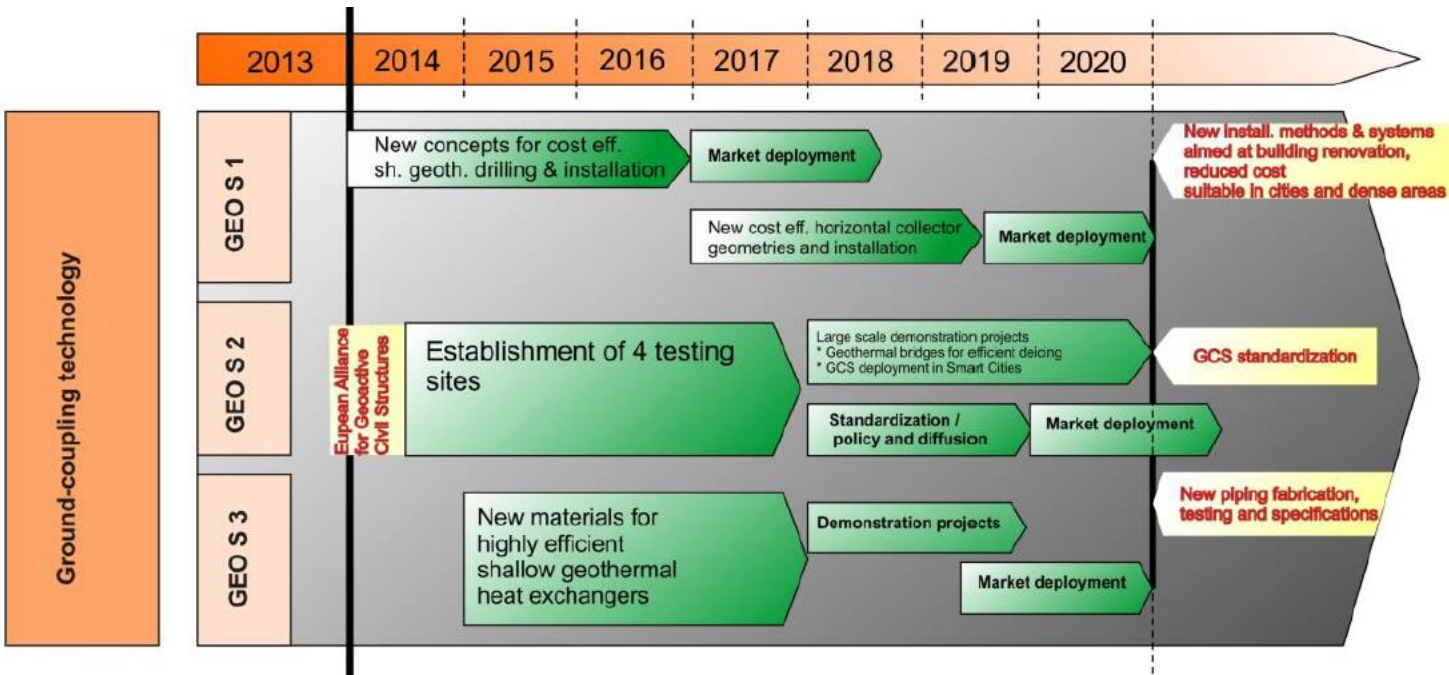 2013 2014 2015 2016 2017 2018 2019 2020
Ground-coupling technology
GEO S 1
New concepts for cost eff.
sh. geoth. drilling & installation
Market deployment
New install. methods & systems
aimed at building renovation,
reduced cost
suitable in cities and dense areas
New cost eff. horizontal collector
geometries and installation
Market deployment
GEO S 2
Eupean Alliance
for Geoactive
Civil Structures
Establishment of 4 testing
sites
Large scale demonstration projects
* Geothermal bridges for efficient deicing
* GCS deployment in Smart Cities
GCS standardization
Standardization /
policy and diffusion
Market deployment
GEO S 3
New materials for
highly efficient
shallow geothermal
heat exchangers
Demonstration projects
New piping fabrication,
testing and specifications
Market deployment